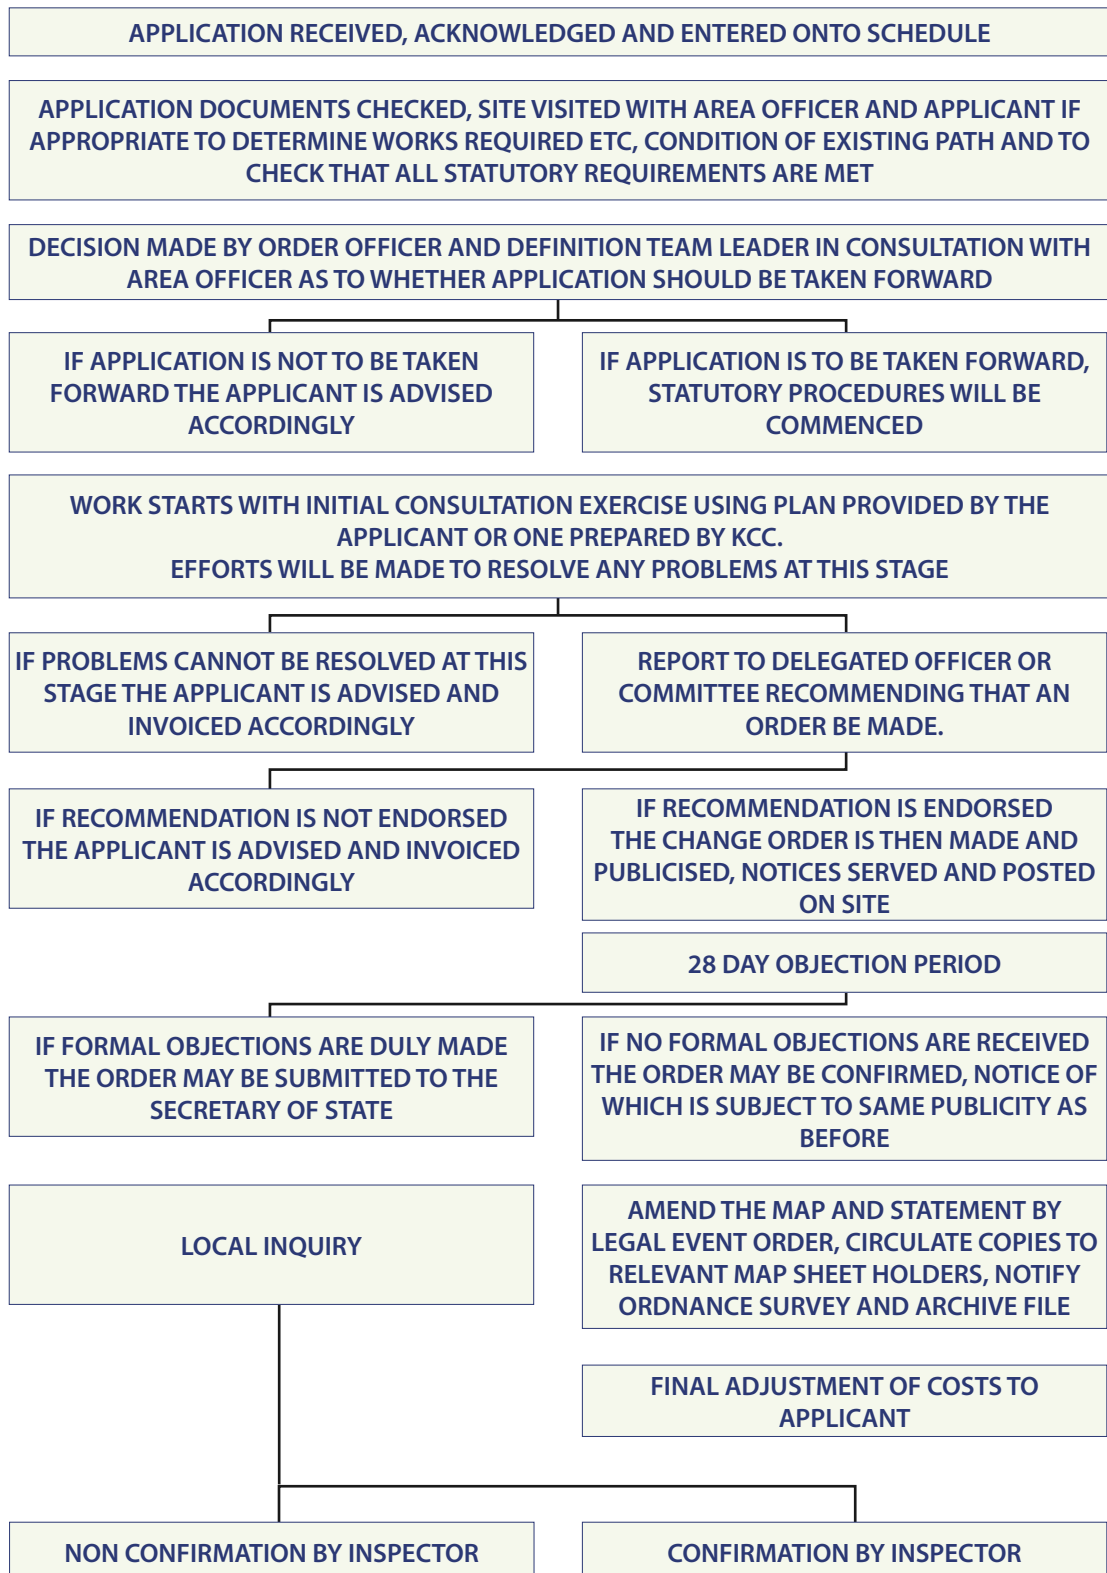 APPLICATION RECEIVED, ACKNOWLEDGED AND ENTERED ONTO SCHEDULE
APPLICATION DOCUMENTS CHECKED, SITE VISITED WITH AREA OFFICER AND APPLICANT IF
APPROPRIATE TO DETERMINE WORKS REQUIRED ETC, CONDITION OF EXISTING PATH AND TO
CHECK THAT ALL STATUTORY REQUIREMENTS ARE MET
DECISION MADE BY ORDER OFFICER AND DEFINITION TEAM LEADER IN CONSULTATION WITH
AREA OFFICER AS TO WHETHER APPLICATION SHOULD BE TAKEN FORWARD
IF APPLICATION IS NOT TO BE TAKEN
FORWARD THE APPLICANT IS ADVISED
ACCORDINGLY
IF APPLICATION IS TO BE TAKEN FORWARD,
STATUTORY PROCEDURES WILL BE
COMMENCED
WORK STARTS WITH INITIAL CONSULTATION EXERCISE USING PLAN PROVIDED BY THE
APPLICANT OR ONE PREPARED BY KCC.
EFFORTS WILL BE MADE TO RESOLVE ANY PROBLEMS AT THIS STAGE
IF PROBLEMS CANNOT BE RESOLVED AT THIS
STAGE THE APPLICANT IS ADVISED AND
INVOICED ACCORDINGLY
REPORT TO DELEGATED OFFICER OR
COMMITTEE RECOMMENDING THAT AN
ORDER BE MADE.
IF RECOMMENDATION IS NOT ENDORSED
THE APPLICANT IS ADVISED AND INVOICED
ACCORDINGLY
IF RECOMMENDATION IS ENDORSED
THE CHANGE ORDER IS THEN MADE AND
PUBLICISED, NOTICES SERVED AND POSTED
ON SITE
28 DAY OBJECTION PERIOD
IF FORMAL OBJECTIONS ARE DULY MADE
THE ORDER MAY BE SUBMITTED TO THE
SECRETARY OF STATE
IF NO FORMAL OBJECTIONS ARE RECEIVED
THE ORDER MAY BE CONFIRMED, NOTICE OF
WHICH IS SUBJECT TO SAME PUBLICITY AS
BEFORE
LOCAL INQUIRY
AMEND THE MAP AND STATEMENT BY
LEGAL EVENT ORDER, CIRCULATE COPIES TO
RELEVANT MAP SHEET HOLDERS, NOTIFY
ORDNANCE SURVEY AND ARCHIVE FILE
FINAL ADJUSTMENT OF COSTS TO
APPLICANT
NON CONFIRMATION BY INSPECTOR
CONFIRMATION BY INSPECTOR